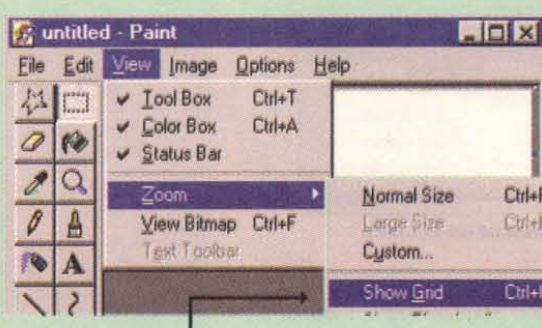 untitled - Paint
File Edit View Image Options Help
Tool Box Ctrl+T
Color Box Ctrl+A
Status Bar
Zoom
View Bitmap Ctrl+F
Text Toolbar
Normal Size
Large Size
Custom...
Show Grid
A